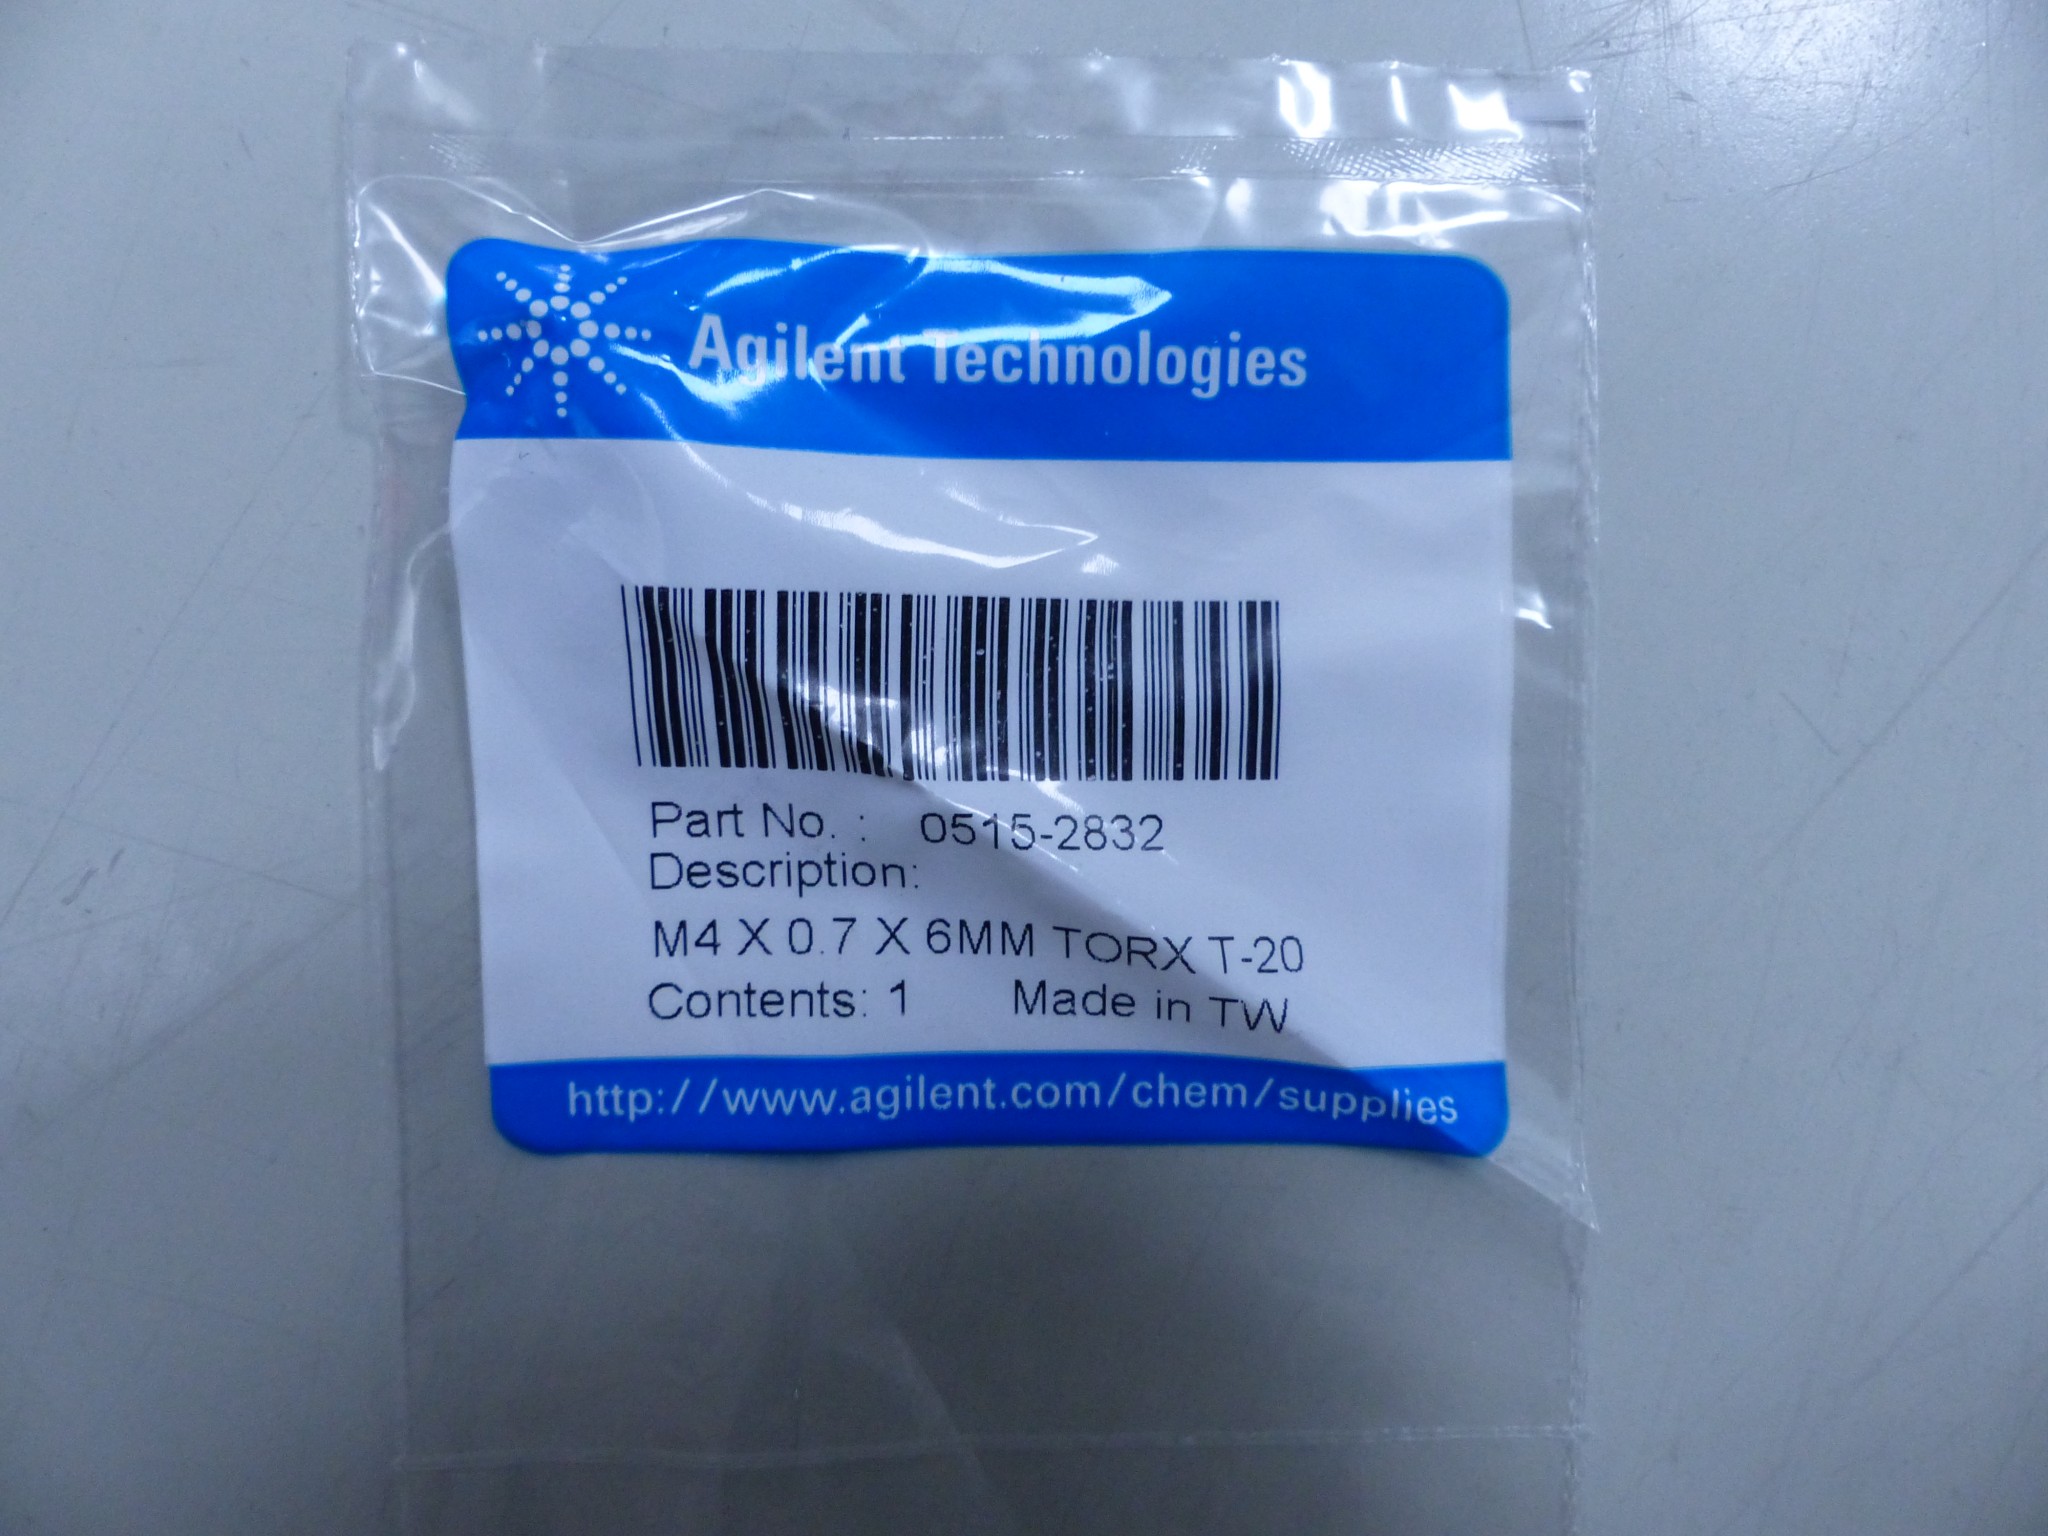 Agilent Technologies
Part No. : 0515-2832
Description:
M4 X 0.7 X 6MM TORX T-20
Contents: 1 Made in TW
http://www.agilent.com/chem/supplies